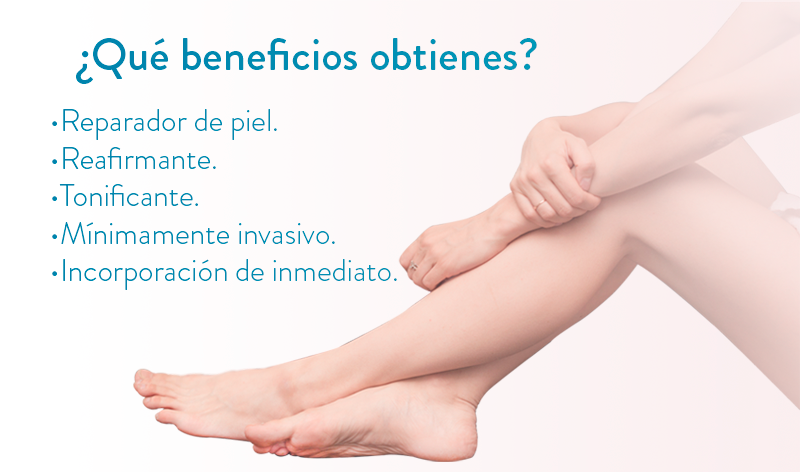 ¿Qué beneficios obtienes?
•Reparador de piel.
•Reafirmante.
•Tonificante.
•Mínimamente invasivo.
•Incorporación de inmediato.